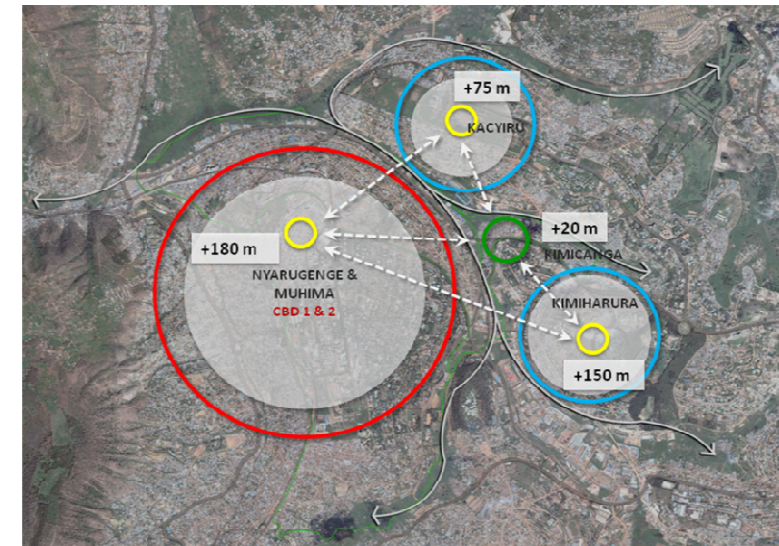 +75 m
KACYIRU
+20 m
KIMICANGA
+180 m
NYARUGENGE &
MUHIMA
CBD 1 & 2
KIMIHARURA
+150 m